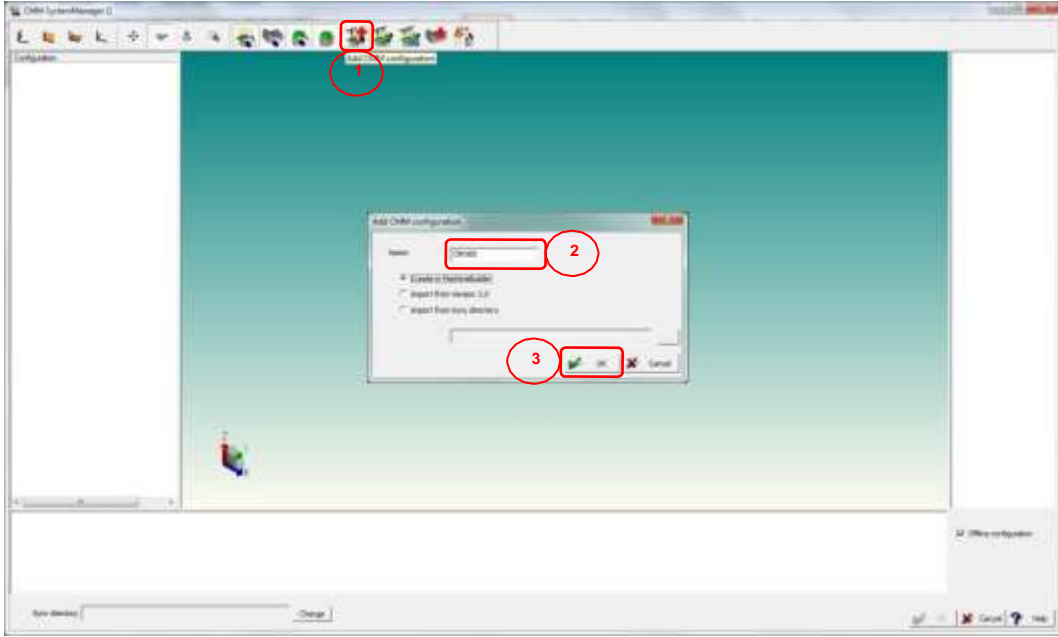 CMM SystemManager
Configuration
Add CMM configuration
1
Add CMM configuration
Name:
2
Create in MachineBuilder
Import from Version 3.0
Import from sync directory
3
OK
Cancel
Offline configuration
Sync directory
Change
Cancel
Help